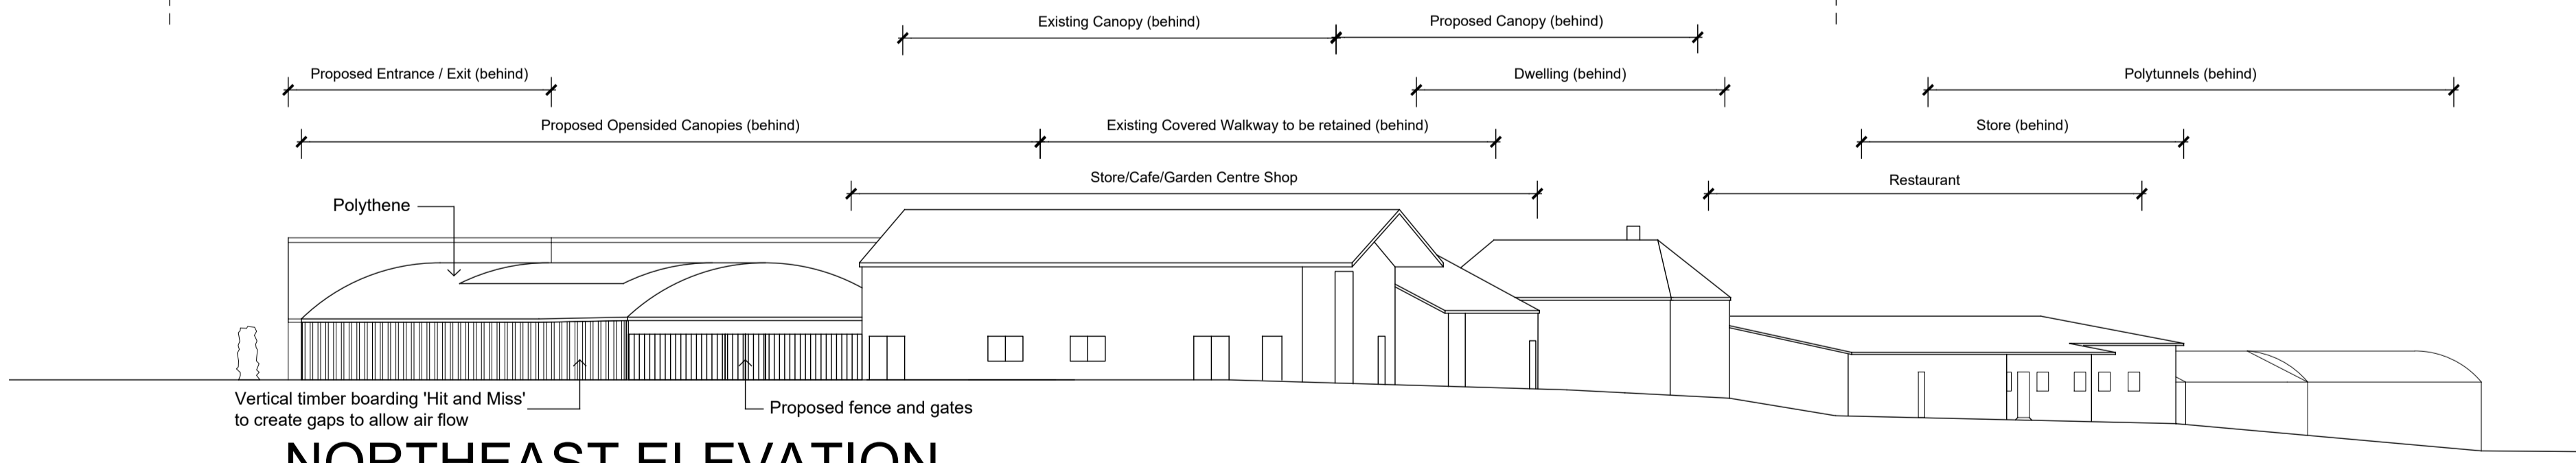 Existing Canopy (behind)
Proposed Canopy (behind)
Proposed Entrance / Exit (behind)
Dwelling (behind)
Polytunnels (behind)
Proposed Opensided Canopies (behind)
Existing Covered Walkway to be retained (behind)
Store (behind)
Store/Cafe/Garden Centre Shop
Restaurant
Polythene
Vertical timber boarding 'Hit and Miss'
to create gaps to allow air flow
Proposed fence and gates
NORTHEAST ELEVATION